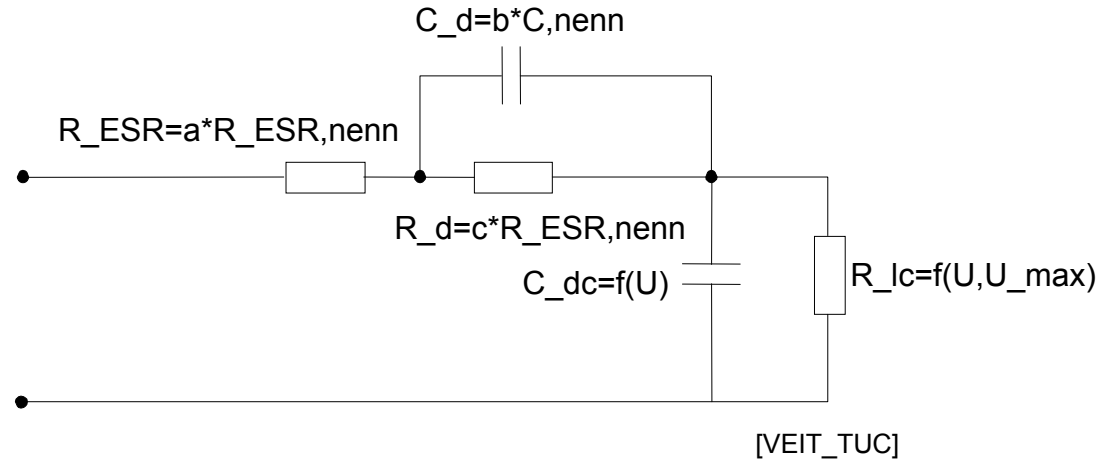 C_d=b*C,nenn
R_ESR=a*R_ESR,nenn
R_d=c*R_ESR,nenn
C_dc=f(U)
R_lc=f(U,U_max)
[VEIT_TUC]